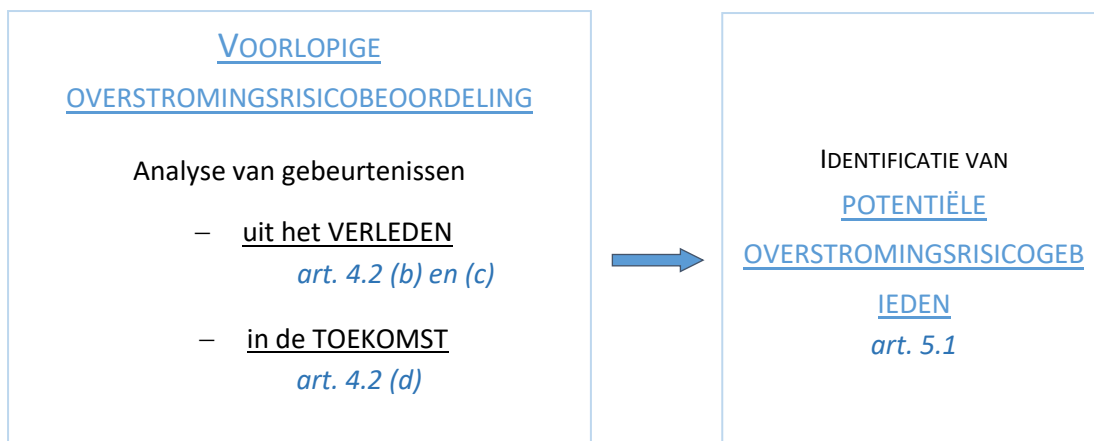 VOORLOPIGE
OVERSTROMINGSRISICOBEOORDELING
Analyse van gebeurtenissen
– uit het VERLEDEN
art. 4.2 (b) en (c)
– in de TOEKOMST
art. 4.2 (d)
IDENTIFICATIE VAN
POTENTIËLE
OVERSTROMINGSRISICOGEB
IEDEN
art. 5.1